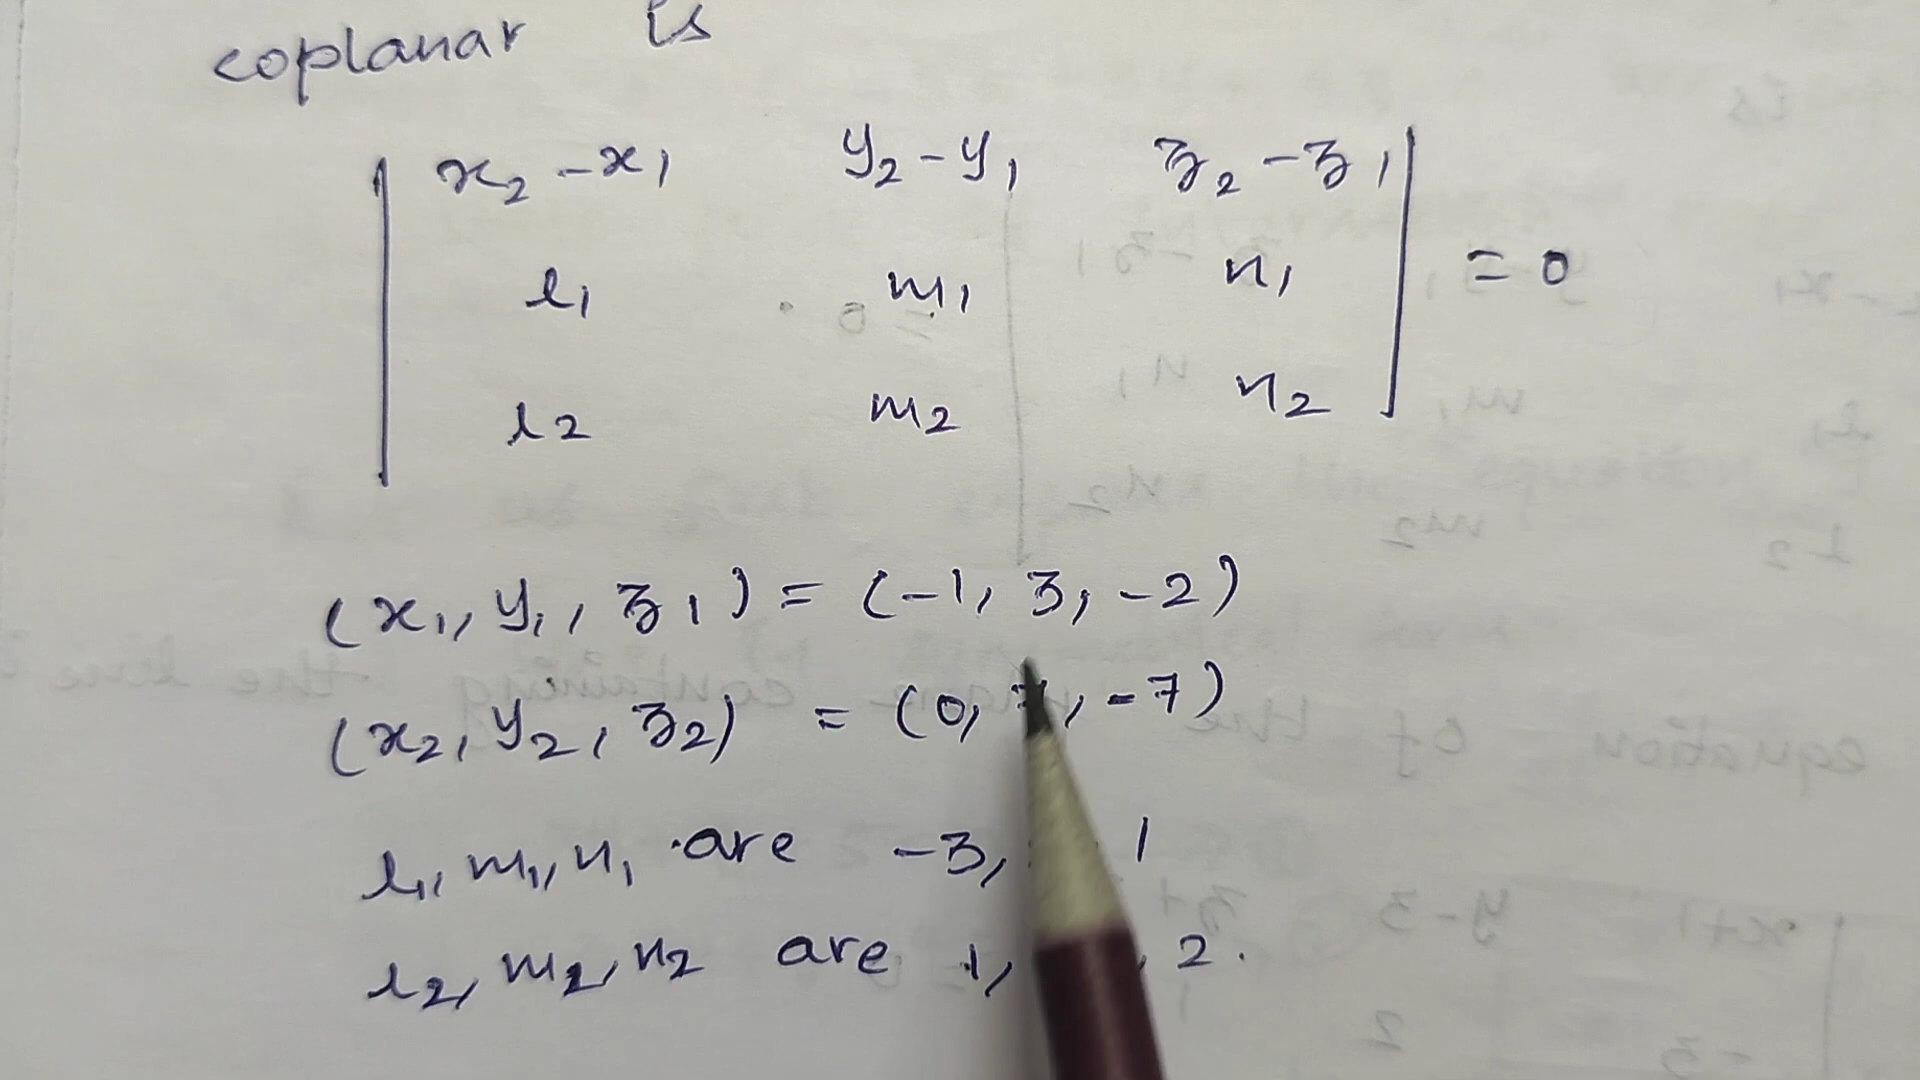 coplanar is
| x₂ - x₁ y₂ - y₁ z₂ - z₁ |
| l₁ m₁ n₁ | = 0
| l₂ m₂ n₂ |
(x₁, y₁, z₁) = (-1, 3, -2)
(x₂, y₂, z₂) = (0, 7, -7)
l₁, m₁, n₁ are -3, 1
l₂, m₂, n₂ are 1, , 2.